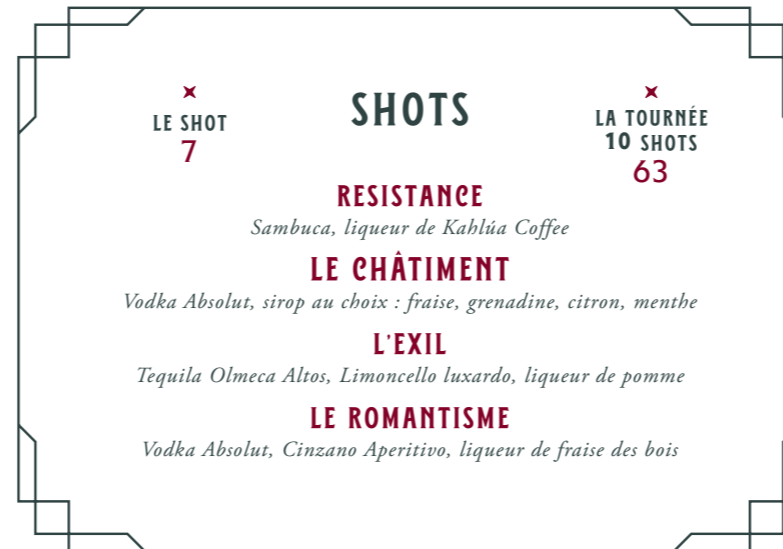 SHOTS
LE SHOT
7
LA TOURNÉE
10 SHOTS
63
RESISTANCE
Sambuca, liqueur de Kahlúa Coffee
LE CHÂTIMENT
Vodka Absolut, sirop au choix : fraise, grenadine, citron, menthe
L'EXIL
Tequila Olmeca Altos, Limoncello luxardo, liqueur de pomme
LE ROMANTISME
Vodka Absolut, Cinzano Aperitivo, liqueur de fraise des bois